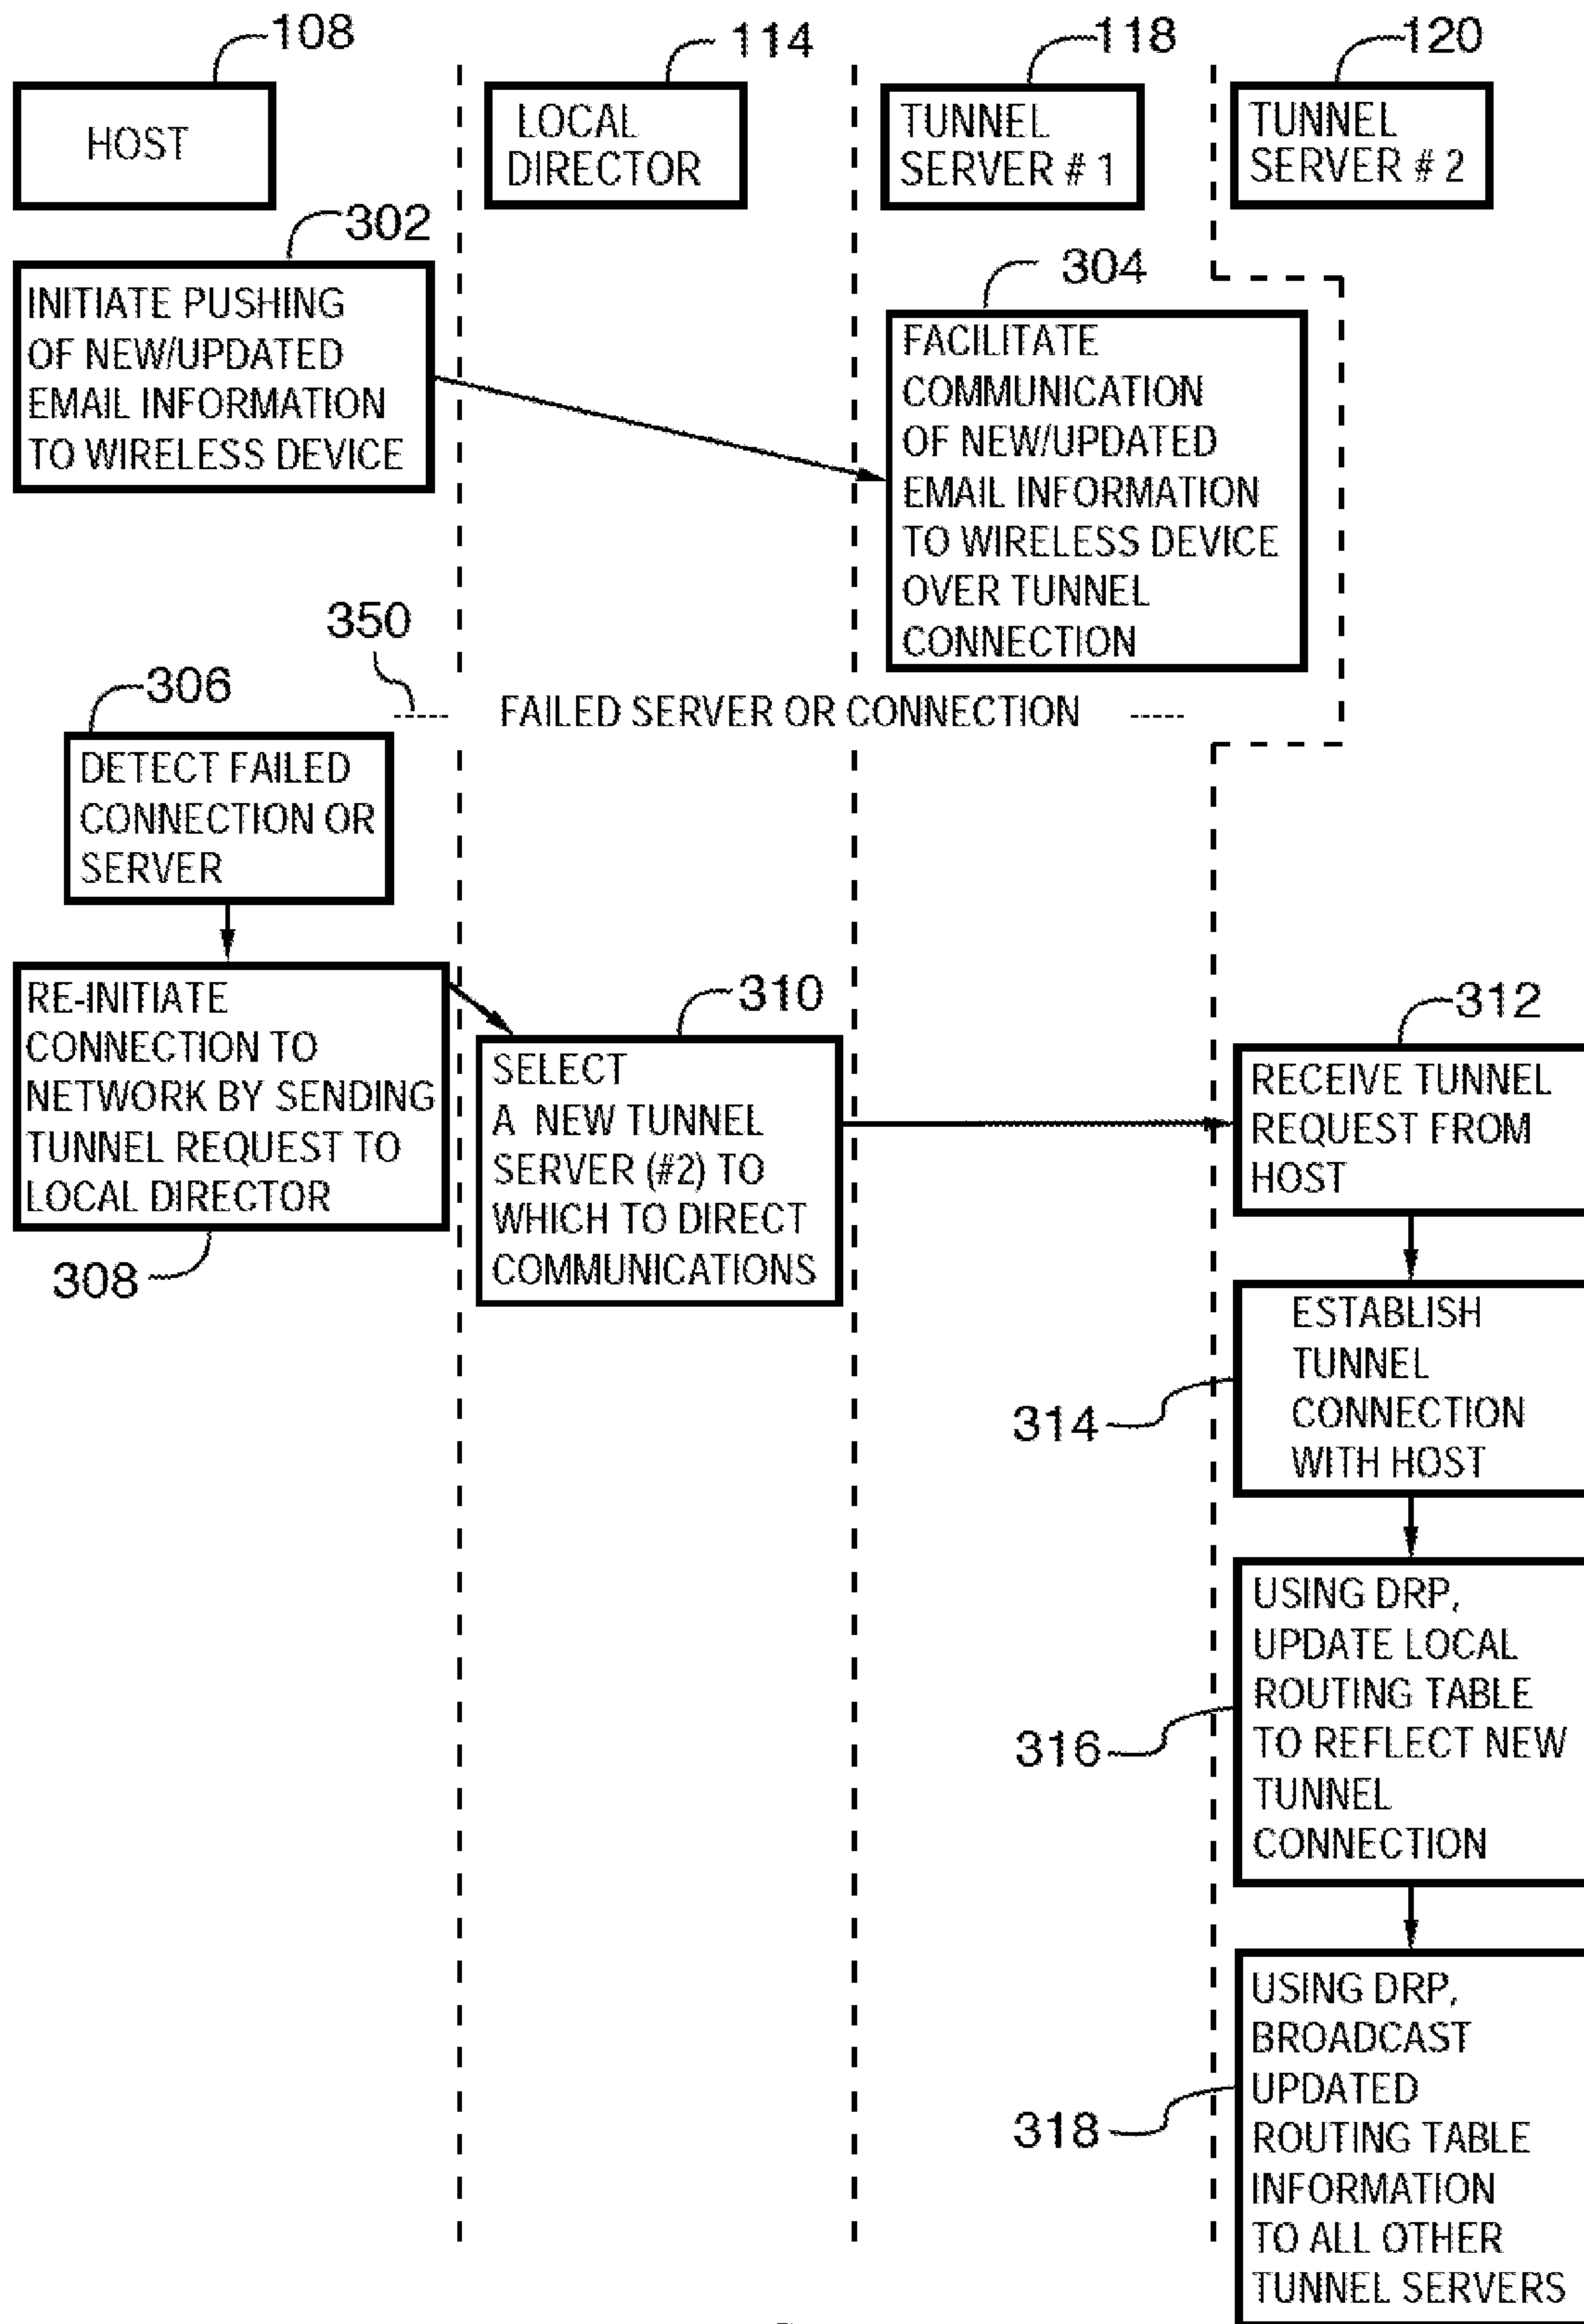 108
114
118
120
HOST
LOCAL
DIRECTOR
TUNNEL
SERVER # 1
TUNNEL
SERVER # 2
302
INITIATE PUSHING
OF NEW/UPDATED
EMAIL INFORMATION
TO WIRELESS DEVICE
304
FACILITATE
COMMUNICATION
OF NEW/UPDATED
EMAIL INFORMATION
TO WIRELESS DEVICE
OVER TUNNEL
CONNECTION
350
FAILED SERVER OR CONNECTION
306
DETECT FAILED
CONNECTION OR
SERVER
RE-INITIATE
CONNECTION TO
NETWORK BY SENDING
TUNNEL REQUEST TO
LOCAL DIRECTOR
308
310
SELECT
A NEW TUNNEL
SERVER (#2) TO
WHICH TO DIRECT
COMMUNICATIONS
312
RECEIVE TUNNEL
REQUEST FROM
HOST
314
ESTABLISH
TUNNEL
CONNECTION
WITH HOST
316
USING DRP,
UPDATE LOCAL
ROUTING TABLE
TO REFLECT NEW
TUNNEL
CONNECTION
318
USING DRP,
BROADCAST
UPDATED
ROUTING TABLE
INFORMATION
TO ALL OTHER
TUNNEL SERVERS